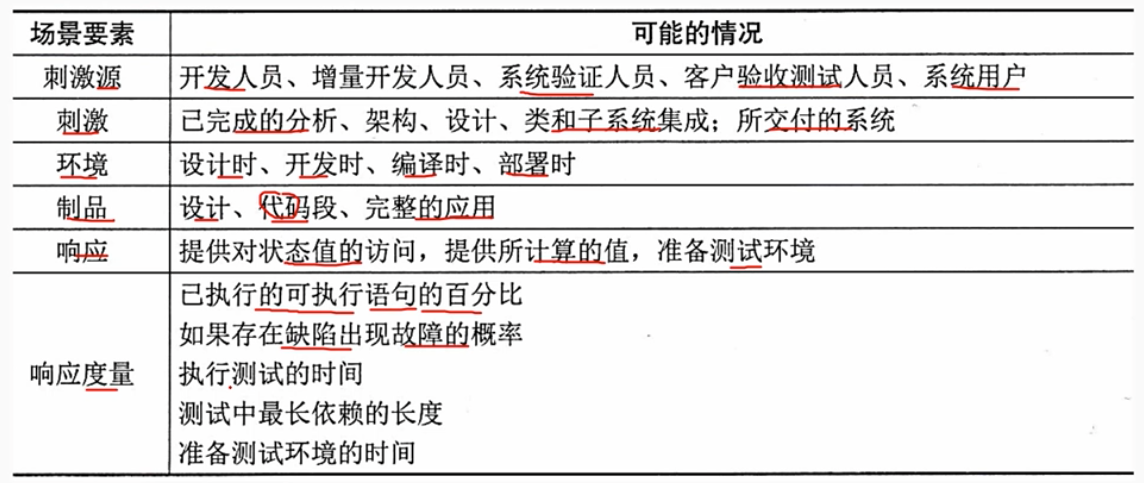 场景要素 可能的情况
刺激源 开发人员、增量开发人员、系统验证人员、客户验收测试人员、系统用户
刺激 已完成的分析、架构、设计、类和子系统集成；所交付的系统
环境 设计时、开发时、编译时、部署时
制品 设计、代码段、完整的应用
响应 提供对状态值的访问，提供所计算的值，准备测试环境
响应度量 已执行的可执行语句的百分比
如果存在缺陷出现故障的概率
执行测试的时间
测试中最长依赖的长度
准备测试环境的时间